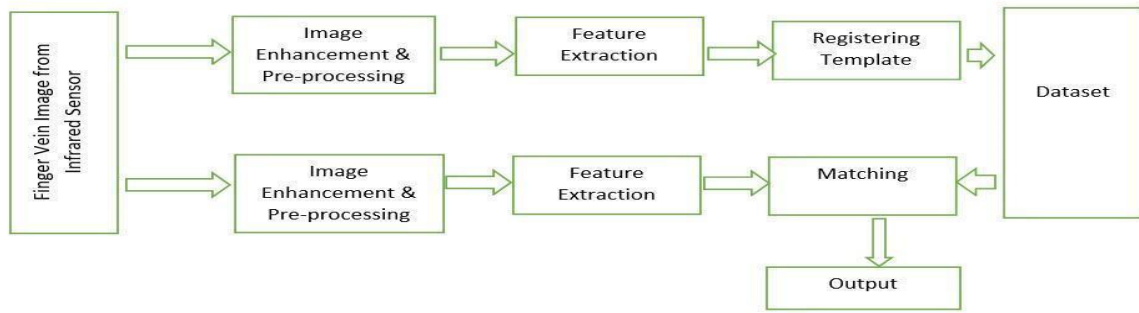 Finger Vein Image from
Infrared Sensor
Image
Enhancement &
Pre-processing
Feature
Extraction
Registering
Template
Dataset
Image
Enhancement &
Pre-processing
Feature
Extraction
Matching
Output